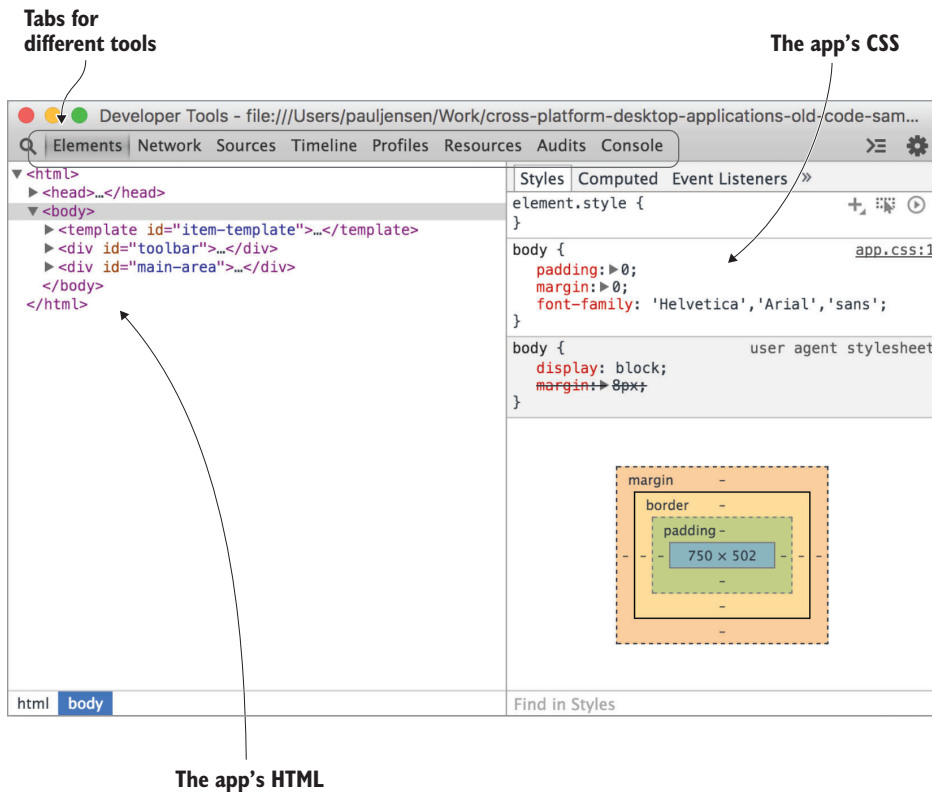 Tabs for
different tools
The app's CSS
Developer Tools - file:///Users/pauljensen/Work/cross-platform-desktop-applications-old-code-sam...
Elements Network Sources Timeline Profiles Resources Audits Console
▼<html>
▶<head>…</head>
▼<body>
▶<template id="item-template">…</template>
▶<div id="toolbar">…</div>
▶<div id="main-area">…</div>
</body>
</html>
Styles Computed Event Listeners »
element.style {
}
body { app.css:1
padding:▶0;
margin:▶0;
font-family: 'Helvetica','Arial','sans';
}
body { user agent stylesheet
display: block;
margin:▶8px;
}
margin -
border -
padding -
- - - 750 × 502 - - -
-
-
-
html body
Find in Styles
The app's HTML